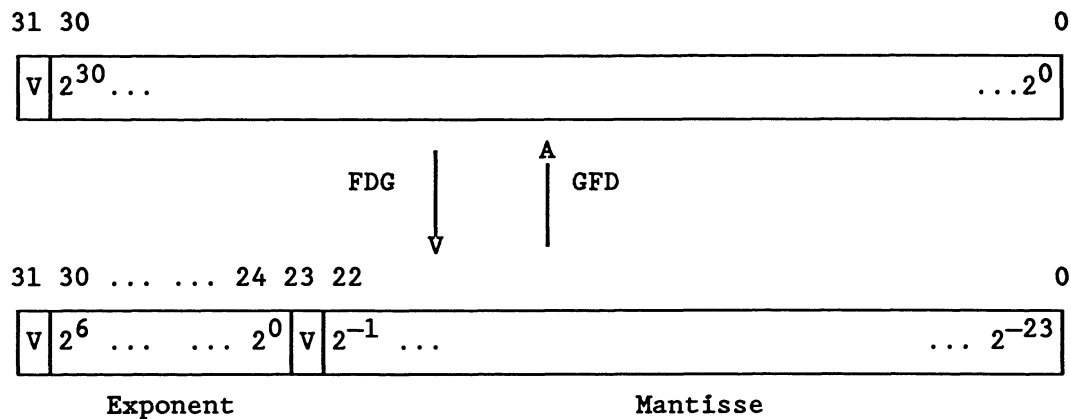 31 30 0
V 2^30 ... ...2^0
A
FDG GFD
V
31 30 ... ... 24 23 22 0
V 2^6 ... ... 2^0 V 2^-1 ... ... 2^-23
Exponent Mantisse